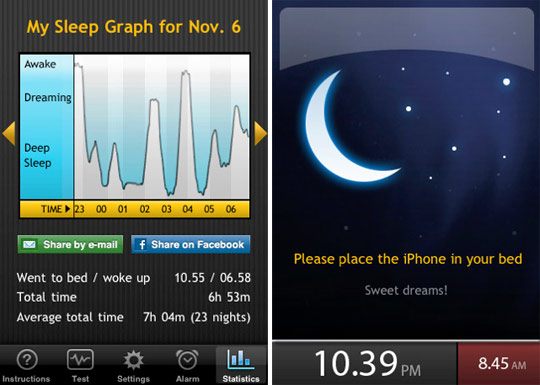 My Sleep Graph for Nov. 6
Awake
Dreaming
Deep
Sleep
TIME 23 00 01 02 03 04 05 06
Share by e-mail
f Share on Facebook
Went to bed / woke up 10.55 / 06.58
Total time 6h 53m
Average total time 7h 04m (23 nights)
Instructions Test Settings Alarm Statistics
Please place the iPhone in your bed
Sweet dreams!
10.39 PM
8.45 AM